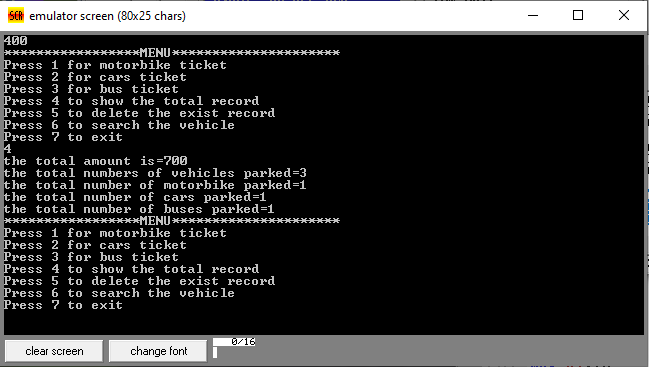 SCR emulator screen (80x25 chars)
400
******************MENU**********************
Press 1 for motorbike ticket
Press 2 for cars ticket
Press 3 for bus ticket
Press 4 to show the total record
Press 5 to delete the exist record
Press 6 to search the vehicle
Press 7 to exit
4
the total amount is=700
the total numbers of vehicles parked=3
the total number of motorbike parked=1
the total number of cars parked=1
the total number of buses parked=1
******************MENU**********************
Press 1 for motorbike ticket
Press 2 for cars ticket
Press 3 for bus ticket
Press 4 to show the total record
Press 5 to delete the exist record
Press 6 to search the vehicle
Press 7 to exit
clear screen change font 0/16